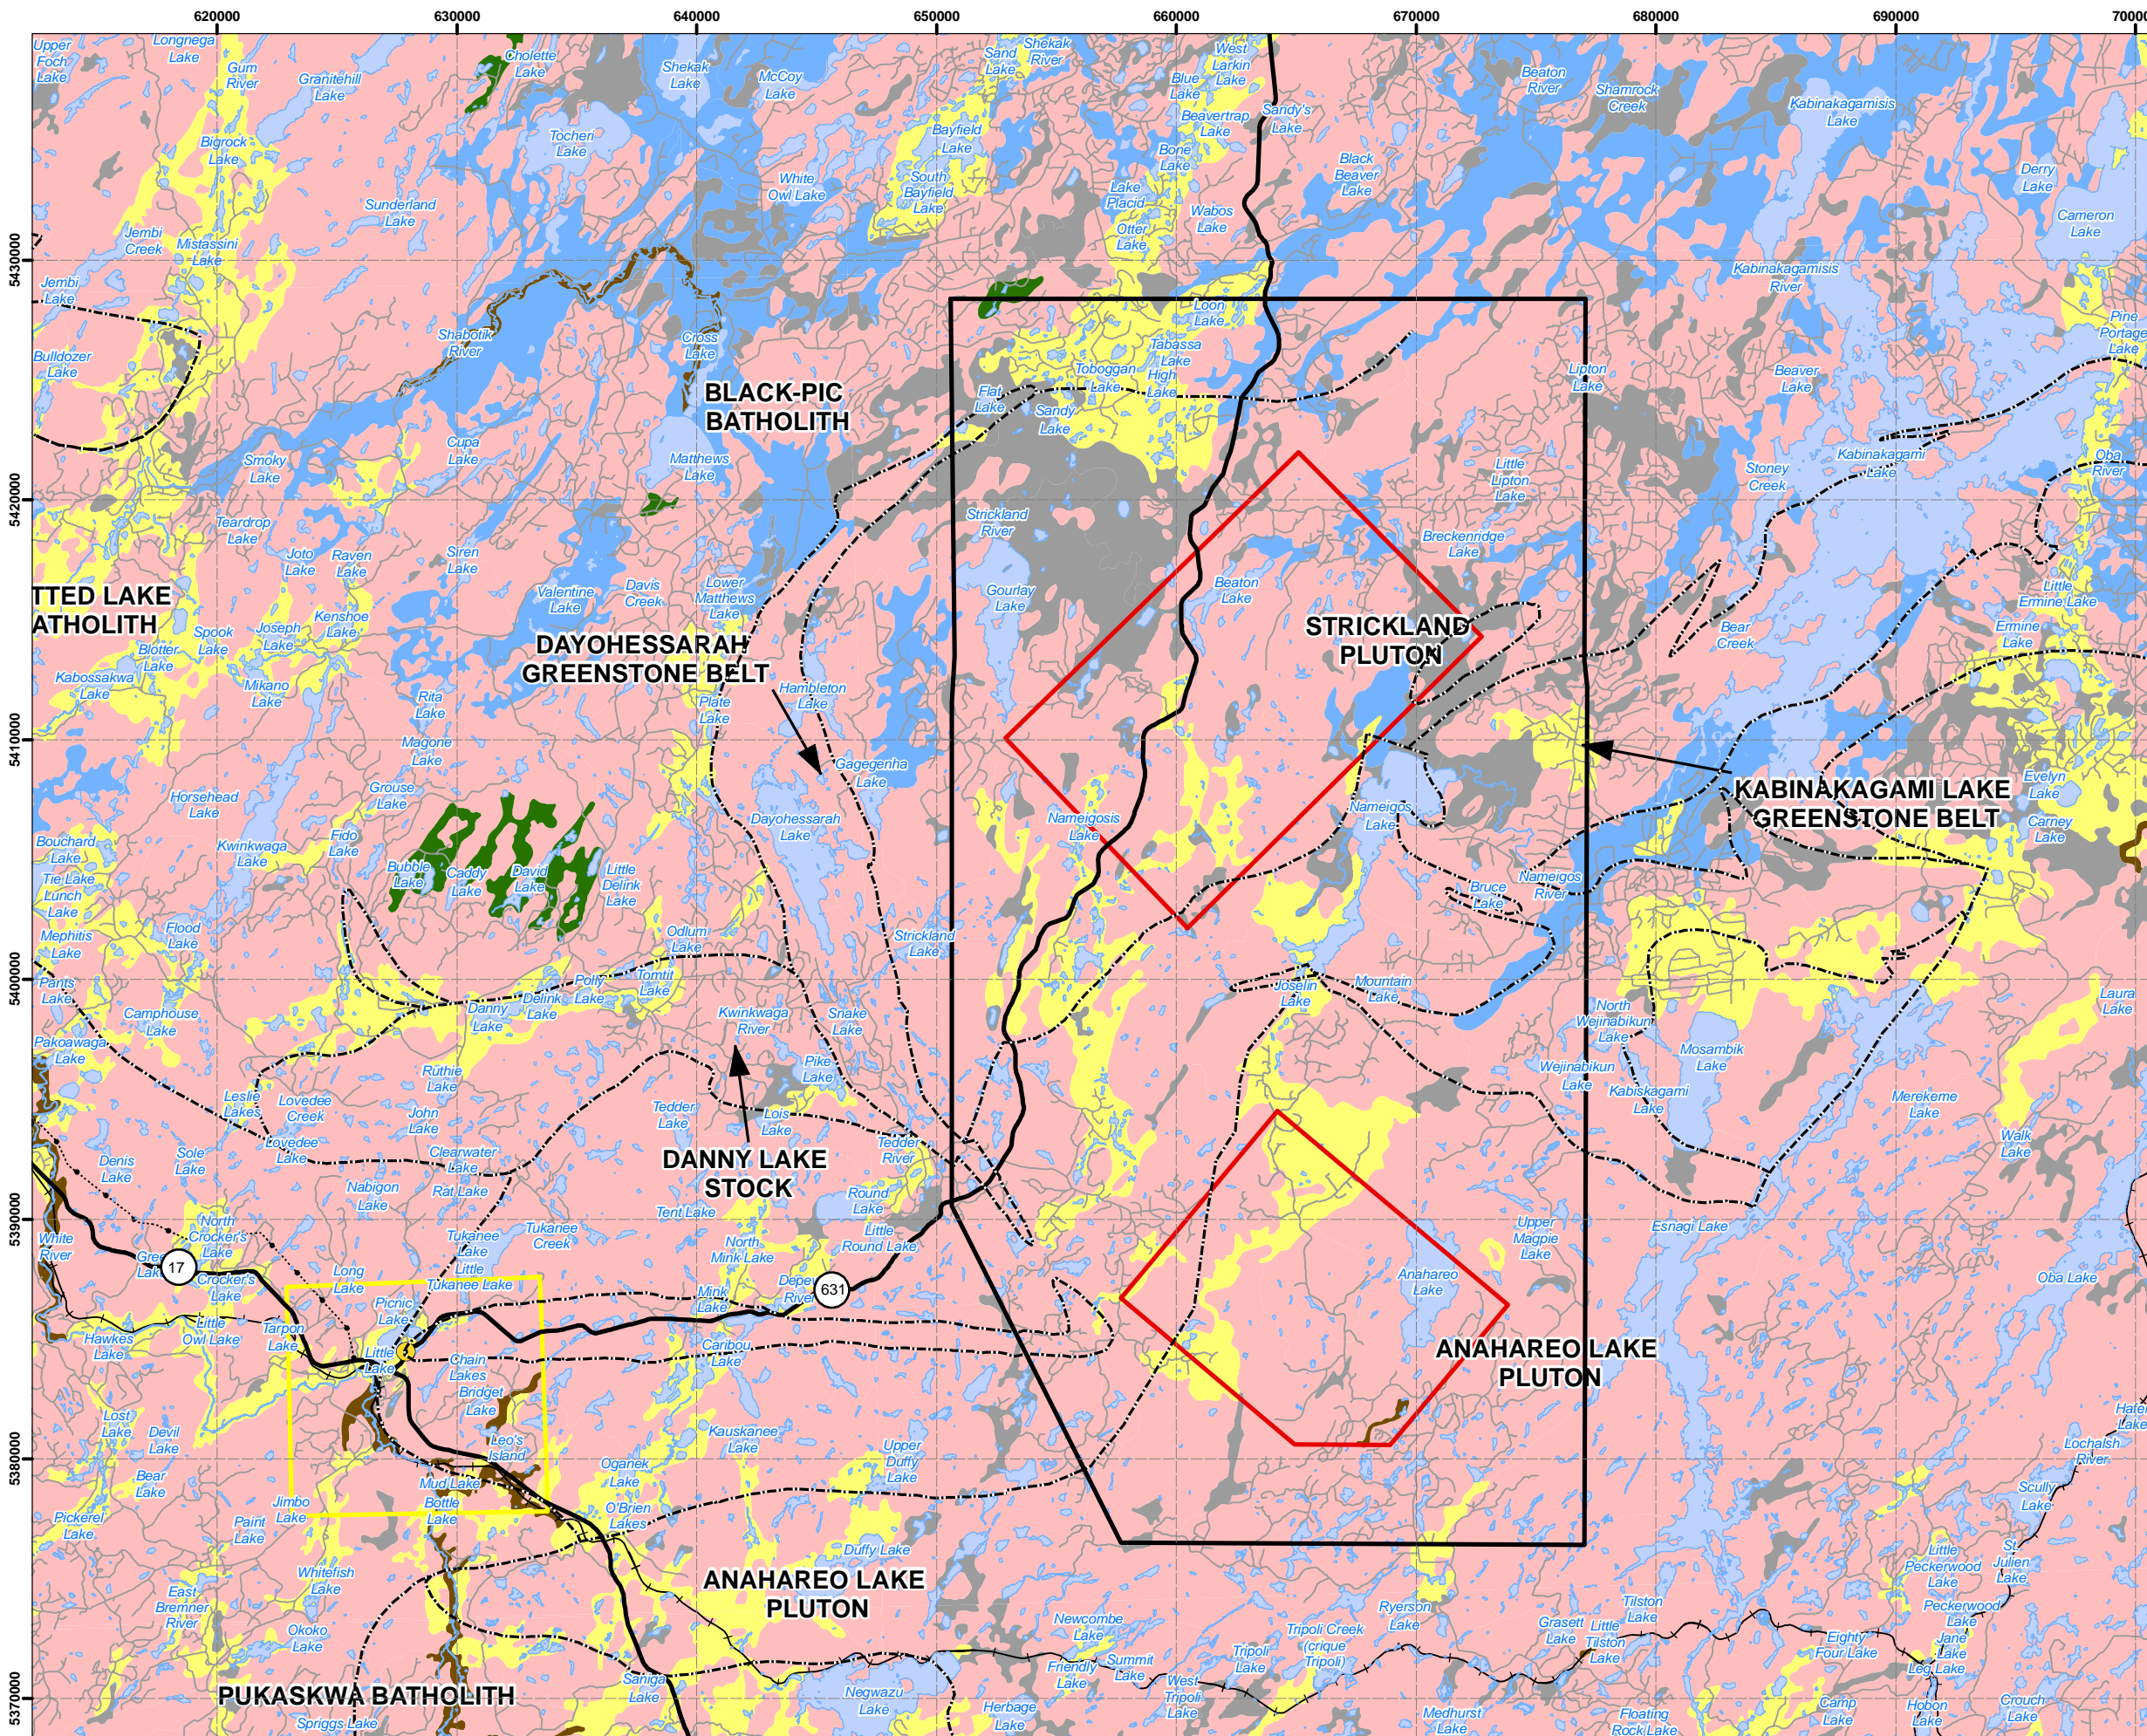 620000
630000
640000
650000
660000
670000
680000
690000
70000
Upper
Foch
Lake
Longnega
Lake
Gum
River
Granitehill
Lake
Cholette
Lake
Shekak
Lake
McCoy
Lake
Sand
Lake
Shekak
River
West
Larkin
Lake
Blue
Lake
Beavertrap
Lake
Sandy's
Lake
Beaton
River
Shamrock
Creek
Kabinakagamisis
Lake
Bigrock
Lake
Tocheri
Lake
Bayfield
Lake
South
Bayfield
Lake
Bone
Lake
Lake
Placid
Black
Beaver
Lake
Derry
Lake
Cameron
Lake
White
Owl Lake
Sunderland
Lake
Jembi
Creek
Mistassini
Lake
Wabos
Lake
Otter
Lake
5430000
Jembi
Lake
Kabinakagamisis
River
Loon
Lake
Bulldozer
Lake
Shabotik
River
Cross
Lake
Tabassa
Lake
High
Lake
Toboggan
Lake
Pine
Portage
Lake
Lipton
Lake
Beaver
Lake
BLACK-PIC
BATHOLITH
Flat
Lake
Sandy
Lake
Smoky
Lake
Cupa
Lake
Matthews
Lake
Little
Lipton
Lake
Stoney
Creek
Kabinakagami
Lake
Oba
River
5420000
Teardrop
Lake
Joto
Lake
Raven
Lake
Siren
Lake
Strickland
River
Breckenridge
Lake
TTED LAKE
ATHOLITH
Valentine
Lake
Davis
Creek
Lower
Matthews
Lake
Gourlay
Lake
Beaton
Lake
Little
Ermine Lake
Spook
Lake
Joseph
Lake
Kenshoe
Lake
Blotter
Lake
DAYOHESSARAH
GREENSTONE BELT
STRICKLAND
PLUTON
Bear
Creek
Ermine
Lake
Kabossakwa
Lake
Mikano
Lake
Rita
Lake
Plate
Lake
Hambleton
Lake
5410000
Magone
Lake
Gagegenha
Lake
Horsehead
Lake
Grouse
Lake
Dayohessarah
Lake
Nameigosis
Lake
Nameigos
Lake
KABINAKAGAMI LAKE
GREENSTONE BELT
Evelyn
Lake
Carney
Lake
Bouchard
Lake
Tie Lake
Lunch
Lake
Kwinkwaga
Lake
Fido
Lake
Bubble
Lake
Caddy
Lake
David
Lake
Little
Delink
Lake
Bruce
Lake
Nameigos
River
Mephitis
Lake
Flood
Lake
Odlum
Lake
Strickland
Lake
5400000
Pants
Lake
Polly
Lake
Tomtit
Lake
Delink
Lake
Danny
Lake
Camphouse
Lake
Pakoawaga
Lake
Kwinkwaga
River
Snake
Lake
Joselin
Lake
Mountain
Lake
North
Wejinabikun
Lake
Laura
Lake
Mosambik
Lake
Pike
Lake
Wejinabikun
Lake
Kabiskagami
Lake
Ruthie
Lake
Leslie
Lakes
Lovedee
Creek
John
Lake
Tedder
Lake
Lois
Lake
Merekeme
Lake
Walk
Lake
Lovedee
Lake
Clearwater
Lake
Tedder
River
Denis
Lake
Sole
Lake
Nabigon
Lake
Rat Lake
DANNY LAKE
STOCK
Round
Lake
Tent Lake
5390000
White
River
North
Crocker's
Lake
Tukanee
Lake
Little
Tukanee Lake
Tukanee
Creek
North
Mink Lake
Little
Round Lake
Upper
Magpie
Lake
Esnagi Lake
17
Crocker's
Lake
Long
Lake
Mink
Lake
631
Anahareo
Lake
Oba Lake
Picnic
Lake
Hawkes
Lake
Little
Owl Lake
Tarpon
Lake
Little
Lake
Chain
Lakes
Caribou
Lake
ANAHAREO LAKE
PLUTON
Bridget
Lake
Lost
Lake
Devil
Lake
Leo's
Island
Kauskanee
Lake
Upper
Duffy
Lake
Lochalsh
River
5380000
Bear
Lake
Mud Lake
Oganek
Lake
Scully
Lake
Jimbo
Lake
Bottle
Lake
O'Brien
Lakes
Pickerel
Lake
Paint
Lake
Duffy Lake
Whitefish
Lake
St.
Julien
Lake
Little
Peckerwood
Lake
East
Bremner
River
ANAHAREO LAKE
PLUTON
Okoko
Lake
Newcombe
Lake
Tripoli Creek
(crique
Tripoli)
Ryerson
Lake
Grasett
Lake
Little
Tilston
Lake
Tilston
Lake
Peckerwood
Lake
Eighty
Four Lake
Jane
Lake
Leg Lake
5370000
PUKASKWA BATHOLITH
Spriggs Lake
Saniga
Lake
Negwazu
Lake
Friendly
Lake
Summit
Lake
Tripoli
Lake
West
Tripoli
Lake
Herbage
Lake
Medhurst
Lake
Floating
Rock Lake
Camp
Lake
Hobon
Lake
Crouch
Lake